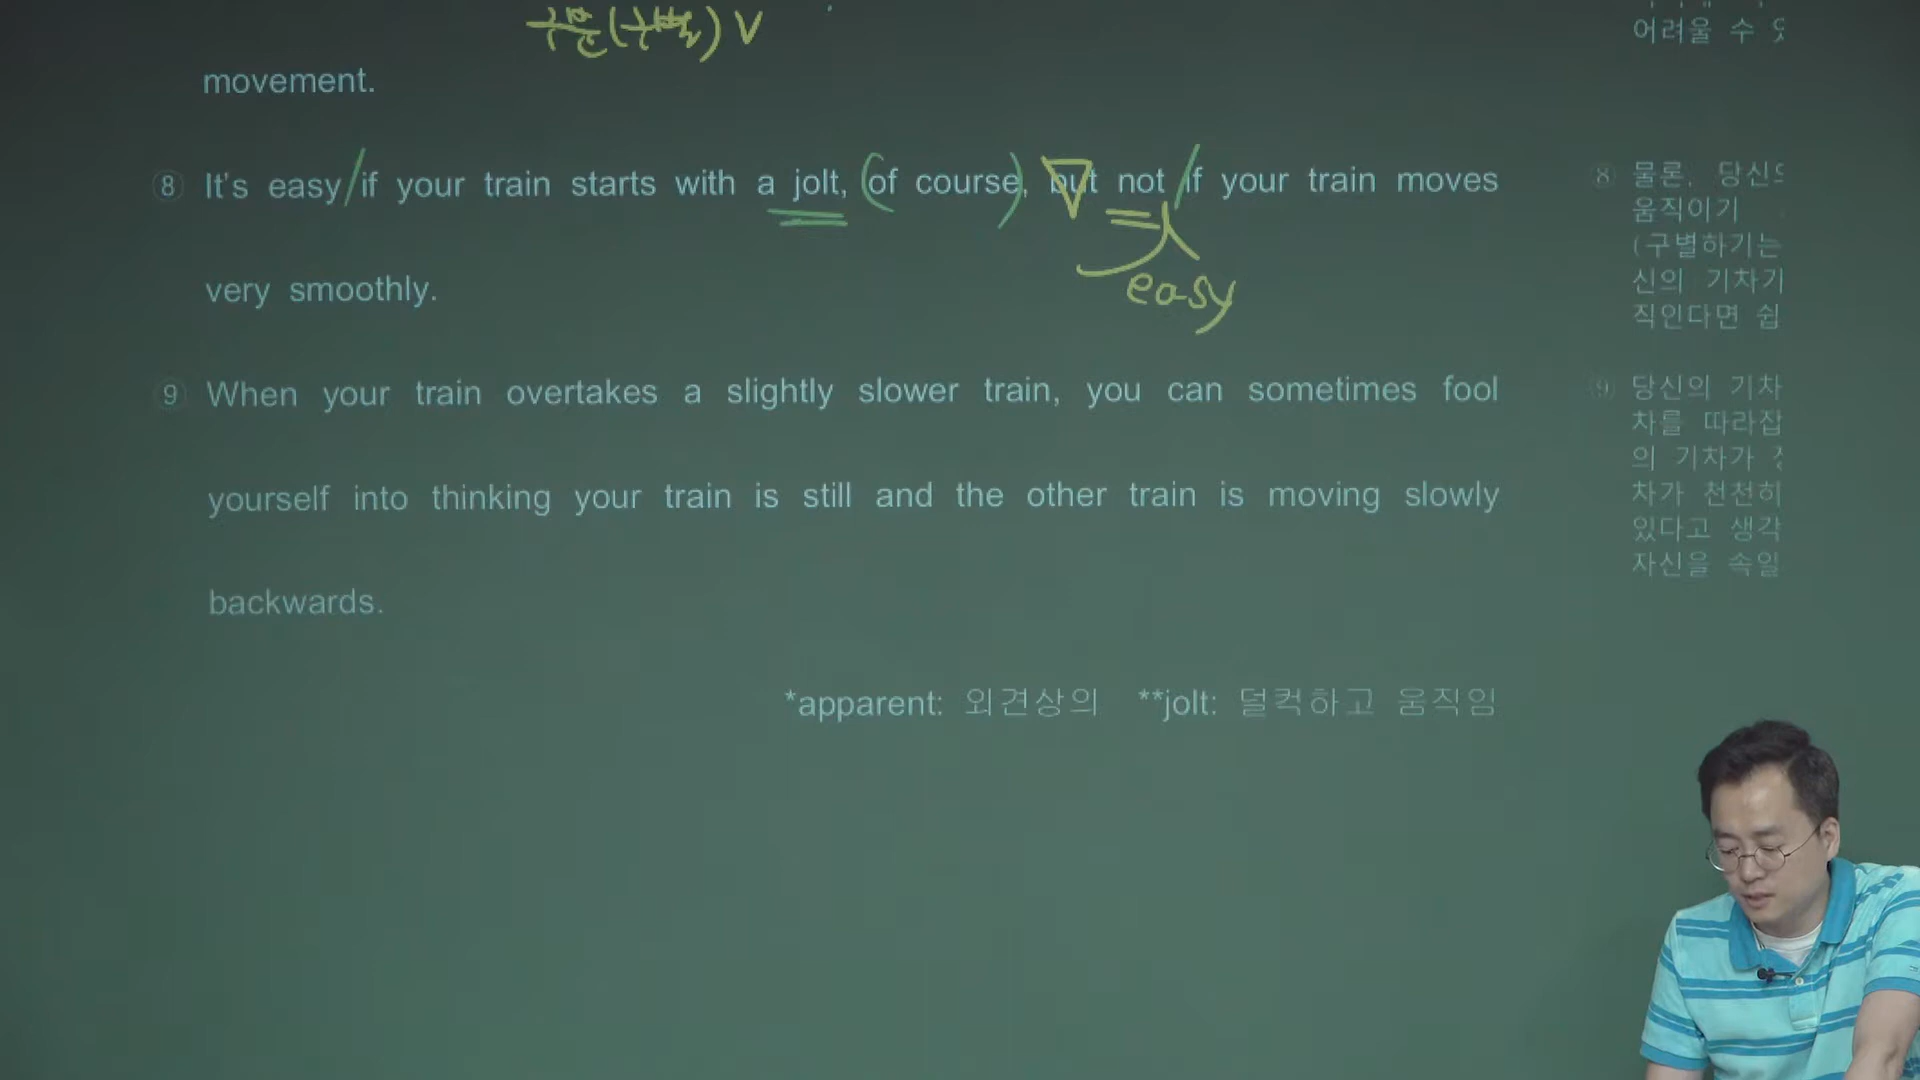 구분(구별) V
어려울 수
movement.
⑧ It's easy if your train starts with a jolt, (of course), but not if your train moves
easy
very smoothly.
⑨ When your train overtakes a slightly slower train, you can sometimes fool
yourself into thinking your train is still and the other train is moving slowly
backwards.
*apparent: 외견상의 **jolt: 덜컥하고 움직임
⑧ 물론, 당신의
움직이기
(구별하기는
신의 기차가
직인다면 쉽
⑨ 당신의 기차
차를 따라잡
의 기차가
차가 천천히
있다고 생각
자신을 속일